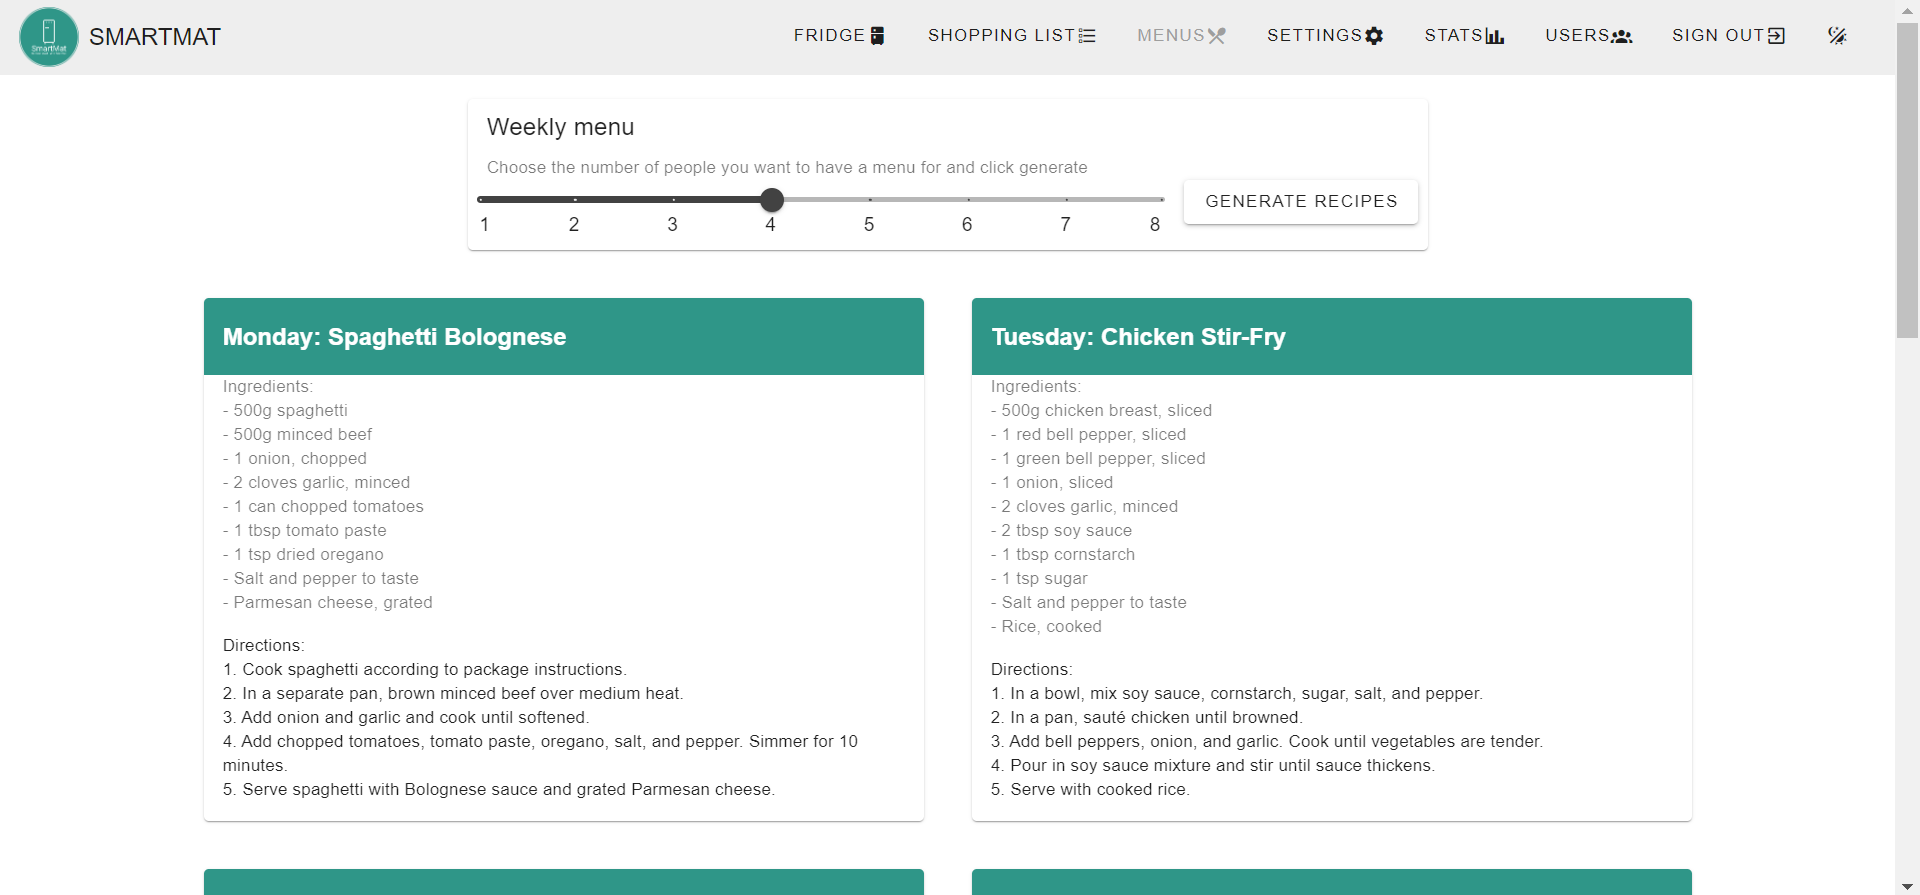 SmartMat
SMARTMAT
FRIDGE
SHOPPING LIST
MENUS
SETTINGS
STATS
USERS
SIGN OUT
Weekly menu
Choose the number of people you want to have a menu for and click generate
1 2 3 4 5 6 7 8
GENERATE RECIPES
Monday: Spaghetti Bolognese
Ingredients:
- 500g spaghetti
- 500g minced beef
- 1 onion, chopped
- 2 cloves garlic, minced
- 1 can chopped tomatoes
- 1 tbsp tomato paste
- 1 tsp dried oregano
- Salt and pepper to taste
- Parmesan cheese, grated
Directions:
1. Cook spaghetti according to package instructions.
2. In a separate pan, brown minced beef over medium heat.
3. Add onion and garlic and cook until softened.
4. Add chopped tomatoes, tomato paste, oregano, salt, and pepper. Simmer for 10
minutes.
5. Serve spaghetti with Bolognese sauce and grated Parmesan cheese.
Tuesday: Chicken Stir-Fry
Ingredients:
- 500g chicken breast, sliced
- 1 red bell pepper, sliced
- 1 green bell pepper, sliced
- 1 onion, sliced
- 2 cloves garlic, minced
- 2 tbsp soy sauce
- 1 tbsp cornstarch
- 1 tsp sugar
- Salt and pepper to taste
- Rice, cooked
Directions:
1. In a bowl, mix soy sauce, cornstarch, sugar, salt, and pepper.
2. In a pan, sauté chicken until browned.
3. Add bell peppers, onion, and garlic. Cook until vegetables are tender.
4. Pour in soy sauce mixture and stir until sauce thickens.
5. Serve with cooked rice.